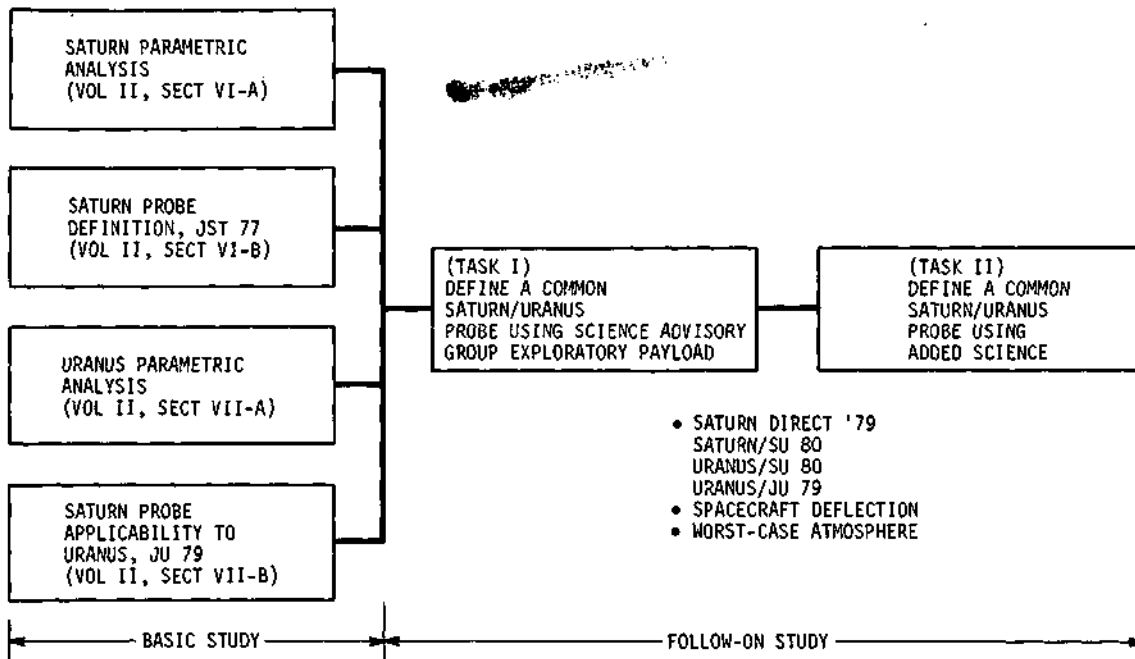 SATURN PARAMETRIC
ANALYSIS
(VOL II, SECT VI-A)
SATURN PROBE
DEFINITION, JST 77
(VOL II, SECT VI-B)
URANUS PARAMETRIC
ANALYSIS
(VOL II, SECT VII-A)
SATURN PROBE
APPLICABILITY TO
URANUS, JU 79
(VOL II, SECT VII-B)
(TASK I)
DEFINE A COMMON
SATURN/URANUS
PROBE USING SCIENCE ADVISORY
GROUP EXPLORATORY PAYLOAD
(TASK II)
DEFINE A COMMON
SATURN/URANUS
PROBE USING
ADDED SCIENCE
• SATURN DIRECT '79
SATURN/SU 80
URANUS/SU 80
URANUS/JU 79
• SPACECRAFT DEFLECTION
• WORST-CASE ATMOSPHERE
BASIC STUDY
FOLLOW-ON STUDY